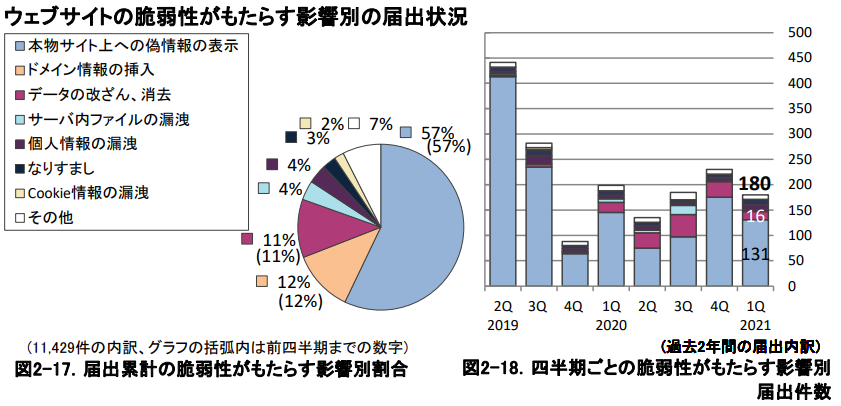 ウェブサイトの脆弱性がもたらす影響別の届出状況
本物サイト上への偽情報の表示
ドメイン情報の挿入
データの改ざん、消去
サーバ内ファイルの漏洩
個人情報の漏洩
なりすまし
Cookie情報の漏洩
その他
2%
7%
3%
57%
(57%)
4%
4%
11%
(11%)
12%
(12%)
(11,429件の内訳、グラフの括弧内は前四半期までの数字)
図2-17. 届出累計の脆弱性がもたらす影響別割合
500
450
400
350
300
250
200
150
100
50
0
180
16
131
2Q 3Q 4Q 1Q 2Q 3Q 4Q 1Q
2019 2020 2021
(過去2年間の届出内訳)
図2-18. 四半期ごとの脆弱性がもたらす影響別
届出件数